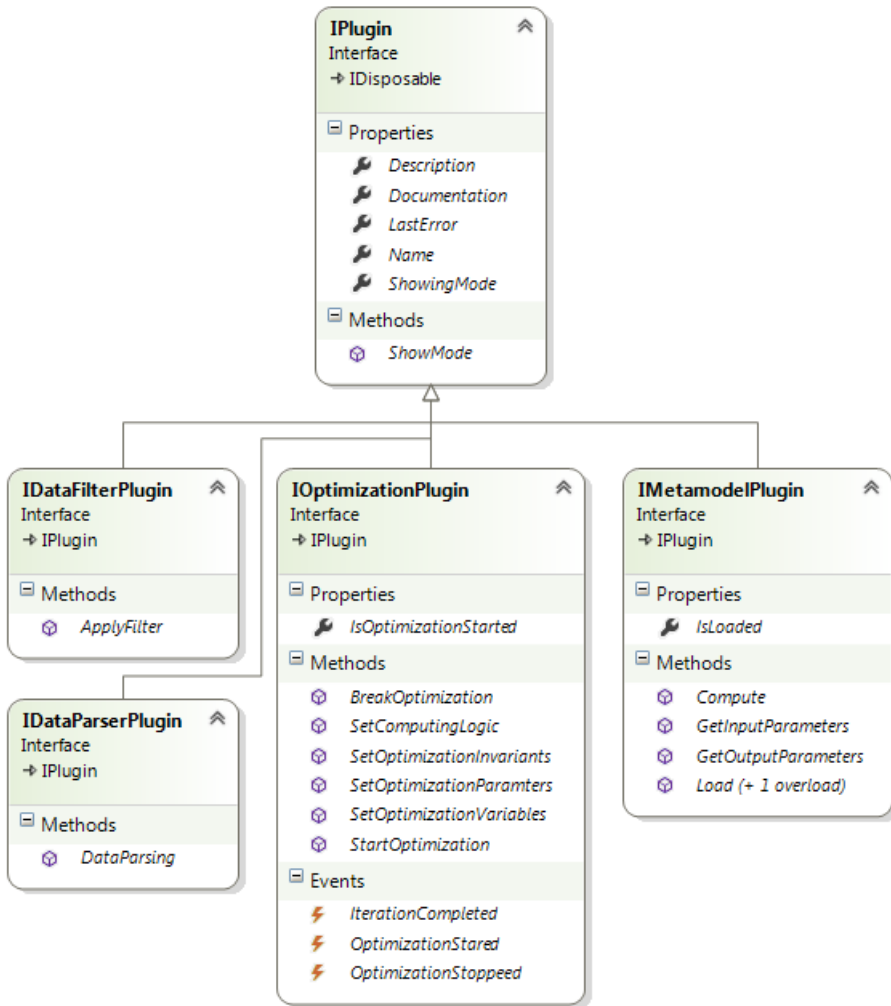 IPlugin
Interface
IDisposable
Properties
Description
Documentation
LastError
Name
ShowingMode
Methods
ShowMode
IDataFilterPlugin
Interface
IPlugin
Methods
ApplyFilter
IDataParserPlugin
Interface
IPlugin
Methods
DataParsing
IOptimizationPlugin
Interface
IPlugin
Properties
IsOptimizationStarted
Methods
BreakOptimization
SetComputingLogic
SetOptimizationInvariants
SetOptimizationParamters
SetOptimizationVariables
StartOptimization
Events
IterationCompleted
OptimizationStared
OptimizationStoppeed
IMetamodelPlugin
Interface
IPlugin
Properties
IsLoaded
Methods
Compute
GetInputParameters
GetOutputParameters
Load (+ 1 overload)